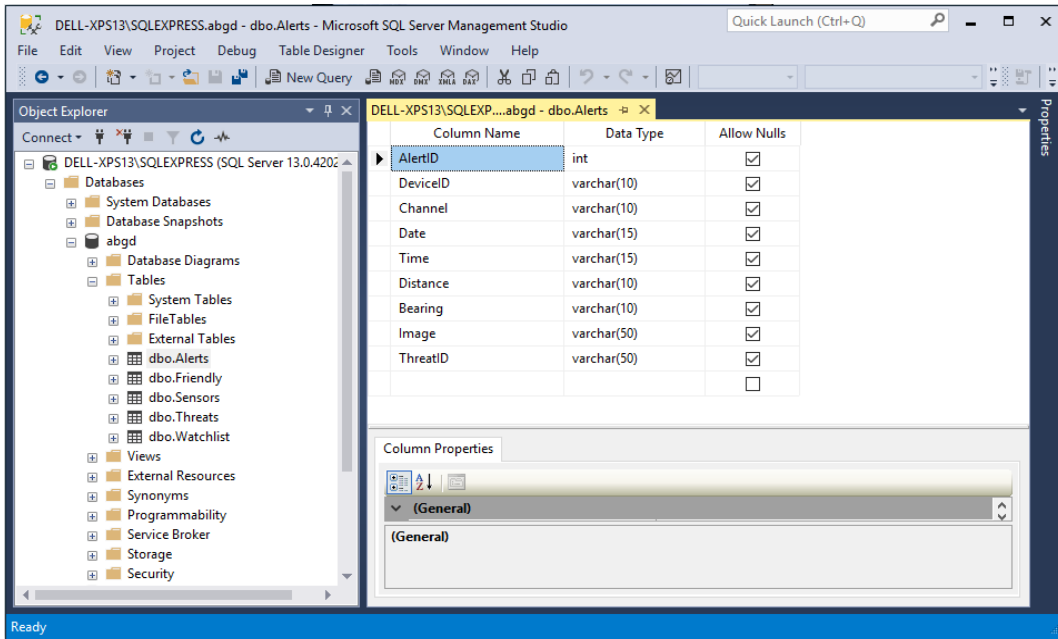 DELL-XPS13\SQLEXPRESS.abgd - dbo.Alerts - Microsoft SQL Server Management Studio
Quick Launch (Ctrl+Q)
File Edit View Project Debug Table Designer Tools Window Help
New Query MDX DMX XMLA DAX
Object Explorer
DELL-XPS13\SQLEXP....abgd - dbo.Alerts
Properties
Connect
Column Name Data Type Allow Nulls
DELL-XPS13\SQLEXPRESS (SQL Server 13.0.4202
Databases
System Databases
Database Snapshots
abgd
Database Diagrams
Tables
System Tables
FileTables
External Tables
dbo.Alerts
dbo.Friendly
dbo.Sensors
dbo.Threats
dbo.Watchlist
Views
External Resources
Synonyms
Programmability
Service Broker
Storage
Security
AlertID int
DeviceID varchar(10)
Channel varchar(10)
Date varchar(15)
Time varchar(15)
Distance varchar(10)
Bearing varchar(10)
Image varchar(50)
ThreatID varchar(50)
Column Properties
(General)
(General)
Ready